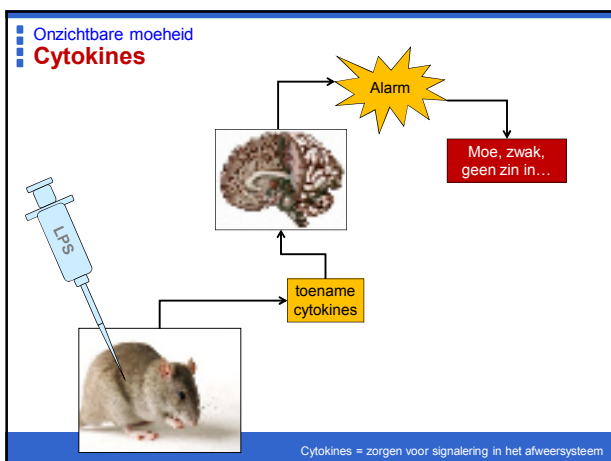 Onzichtbare moeheid
Cytokines
Alarm
Moe, zwak,
geen zin in…
LPS
toename
cytokines
Cytokines = zorgen voor signalering in het afweersysteem